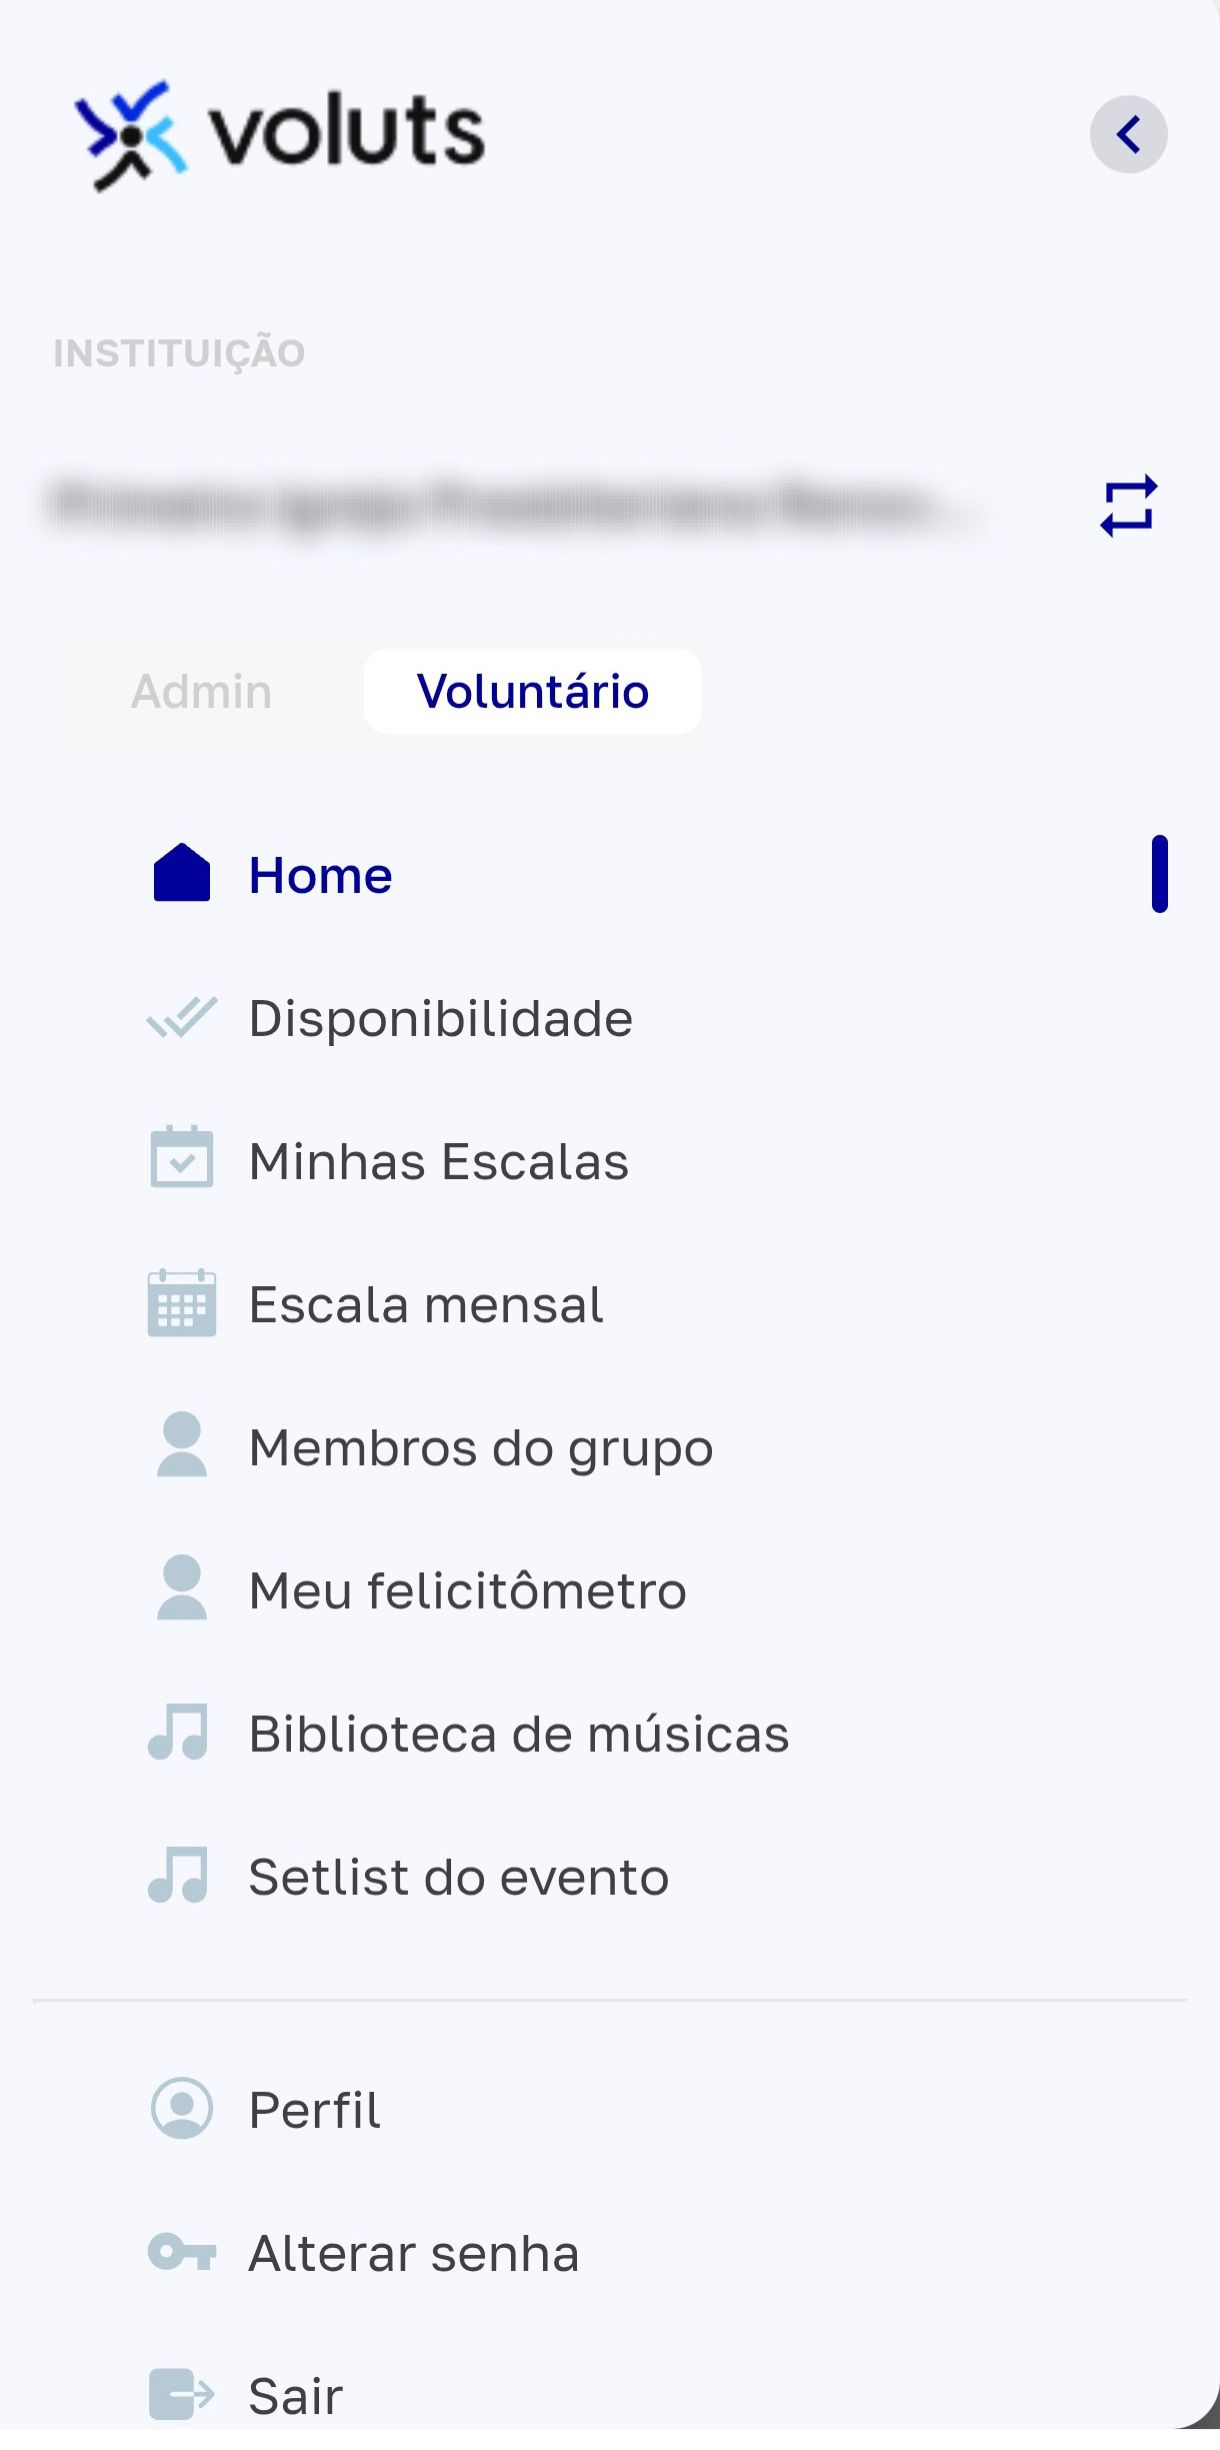 voluts
INSTITUIÇÃO
Admin Voluntário
Home
Disponibilidade
Minhas Escalas
Escala mensal
Membros do grupo
Meu felicitômetro
Biblioteca de músicas
Setlist do evento
Perfil
Alterar senha
Sair